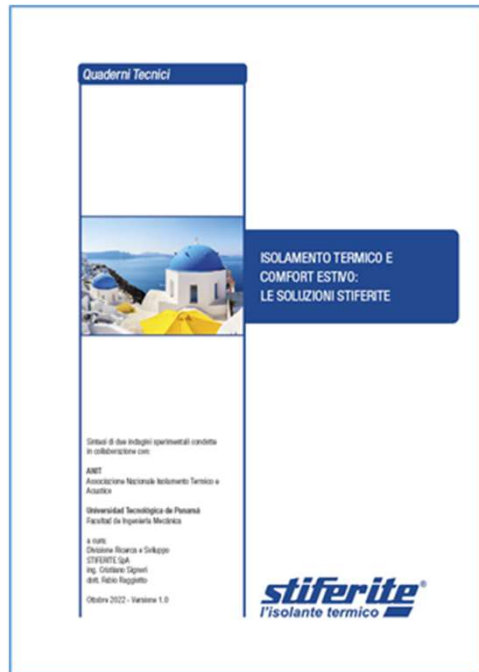 Quaderni Tecnici
ISOLAMENTO TERMICO E
COMFORT ESTIVO:
LE SOLUZIONI STIFERITE
Sintesi di due indagini sperimentali condotte
in collaborazione con:
ANIT
Associazione Nazionale Isolamento Termico e
Acustico
Universidad Tecnológica de Panamá
Facultad de Ingeniería Mecánica
a cura:
Divisione Ricerca e Sviluppo
STIFERITE SpA
ing. Cristiano Signori
dott. Fabio Raggiotto
Ottobre 2022 - Versione 1.0
stiferite®
l'isolante termico